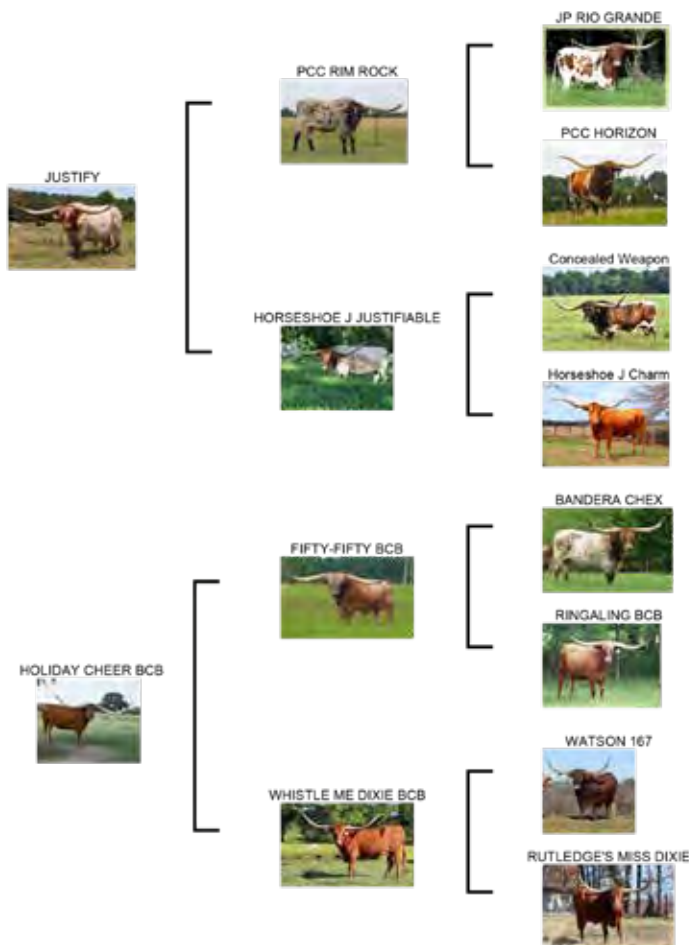 JP RIO GRANDE
PCC RIM ROCK
PCC HORIZON
JUSTIFY
Concealed Weapon
HORSESHOE J JUSTIFIABLE
Horseshoe J Charm
BANDERA CHEX
FIFTY-FIFTY BCB
RINGALING BCB
HOLIDAY CHEER BCB
WATSON 167
WHISTLE ME DIXIE BCB
RUTLEDGE'S MISS DIXIE